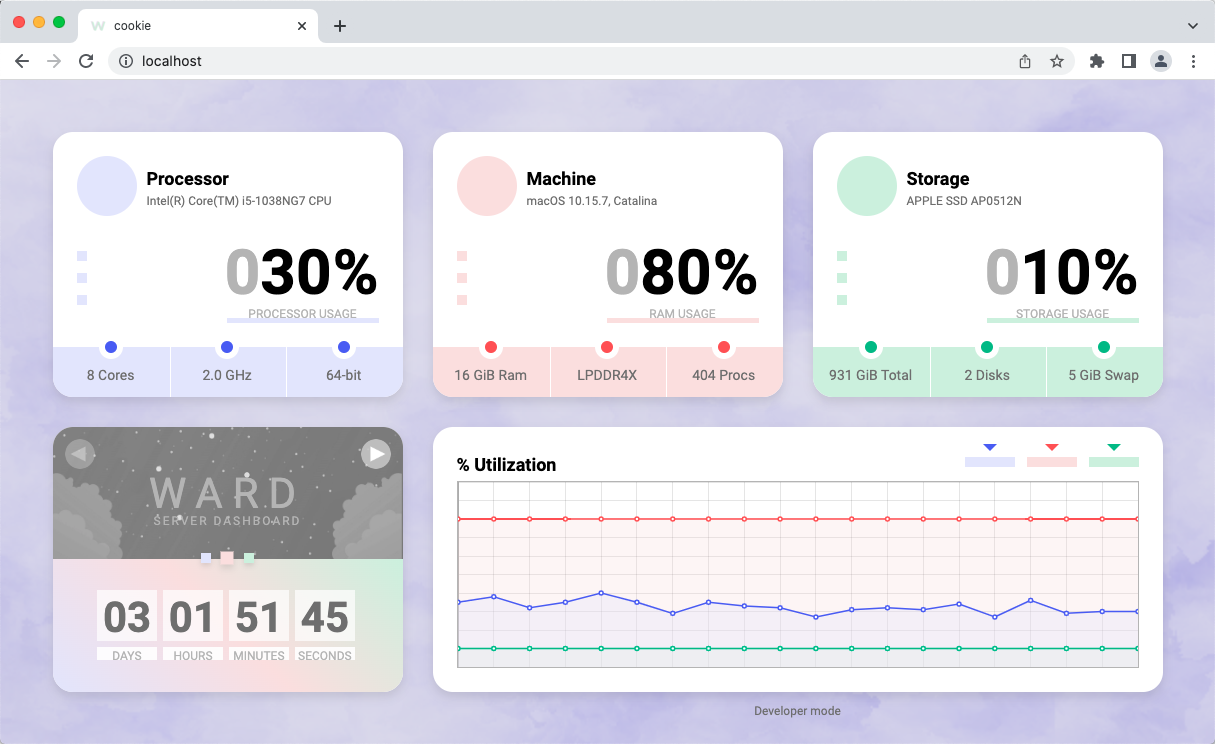 W cookie
localhost
Processor
Intel(R) Core(TM) i5-1038NG7 CPU
030%
PROCESSOR USAGE
8 Cores
2.0 GHz
64-bit
Machine
macOS 10.15.7, Catalina
080%
RAM USAGE
16 GiB Ram
LPDDR4X
404 Procs
Storage
APPLE SSD AP0512N
010%
STORAGE USAGE
931 GiB Total
2 Disks
5 GiB Swap
WARD
SERVER DASHBOARD
03 01 51 45
DAYS HOURS MINUTES SECONDS
% Utilization
Developer mode